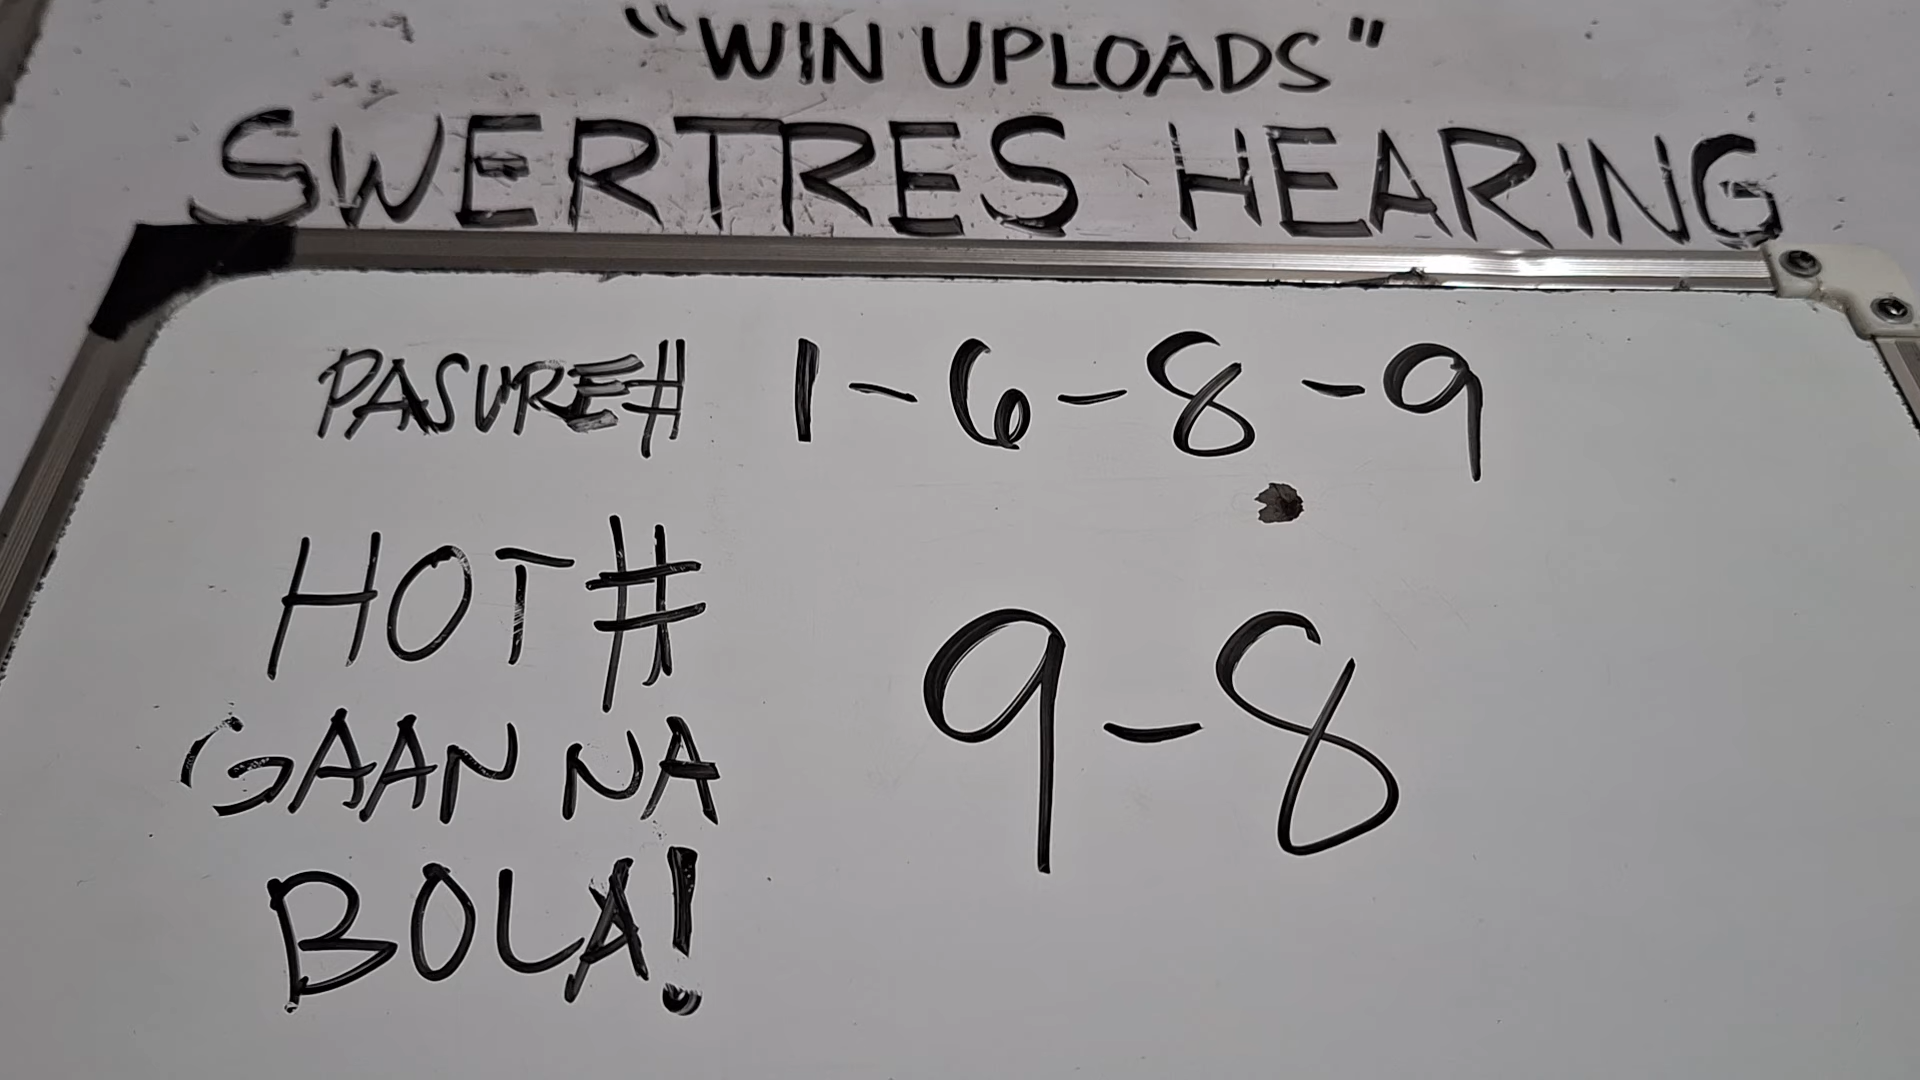 "WIN UPLOADS"
SWERTRES HEARING
PASURE# 1-6-8-9
HOT#
GAAN NA 9-8
BOLA!